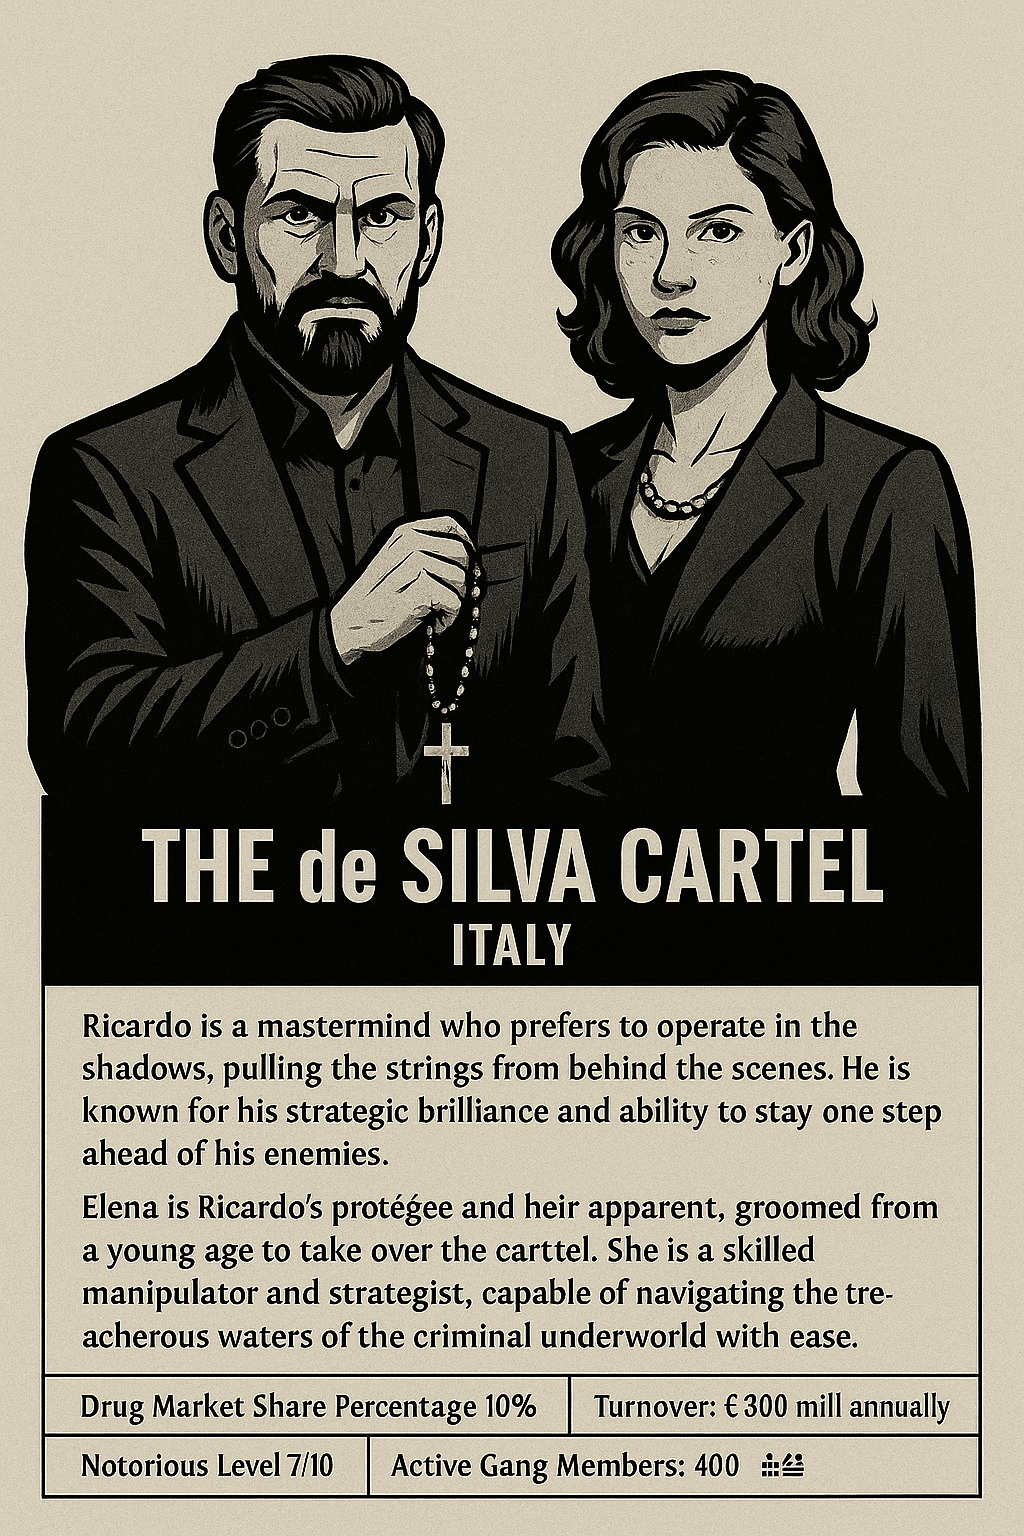 THE de SILVA CARTEL
ITALY
Ricardo is a mastermind who prefers to operate in the
shadows, pulling the strings from behind the scenes. He is
known for his strategic brilliance and ability to stay one step
ahead of his enemies.
Elena is Ricardo's protéǵee and heir apparent, groomed from
a young age to take over the carttel. She is a skilled
manipulator and strategist, capable of navigating the tre-
acherous waters of the criminal underworld with ease.
Drug Market Share Percentage 10%
Turnover: € 300 mill annually
Notorious Level 7/10
Active Gang Members: 400